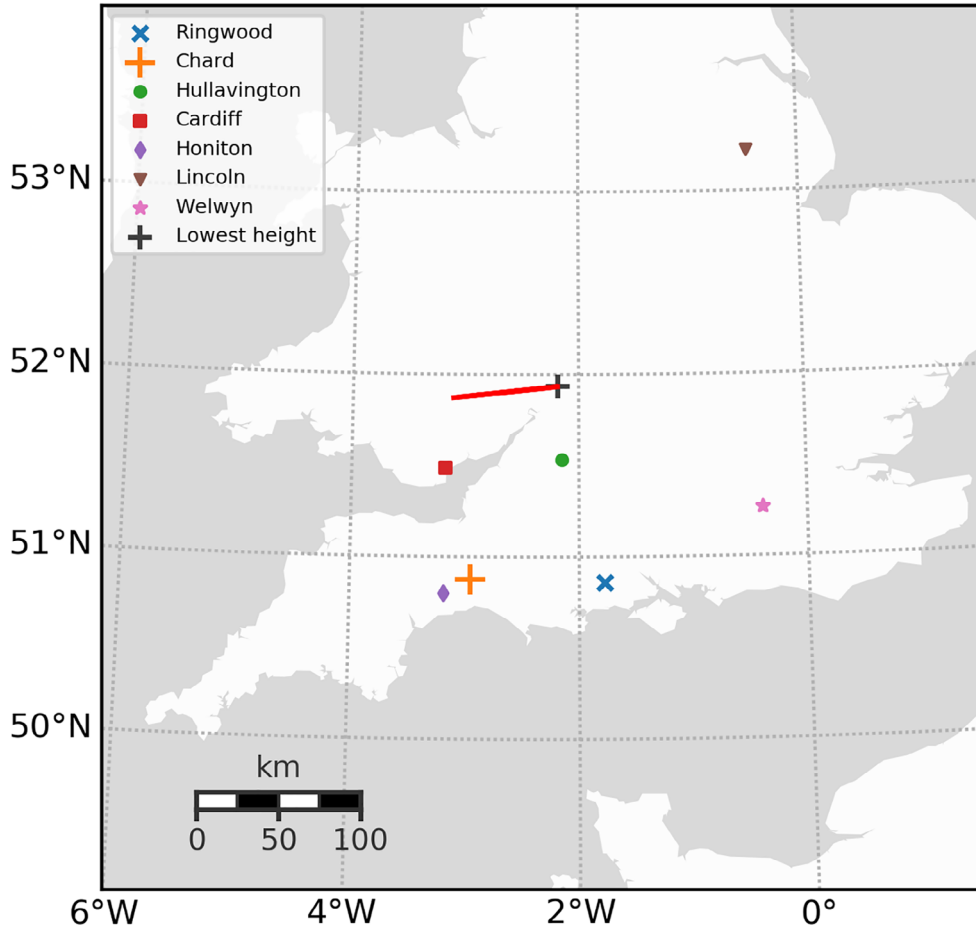 Ringwood
Chard
Hullavington
Cardiff
Honiton
Lincoln
Welwyn
Lowest height
53°N
52°N
51°N
50°N
km
0 50 100
6°W 4°W 2°W 0°